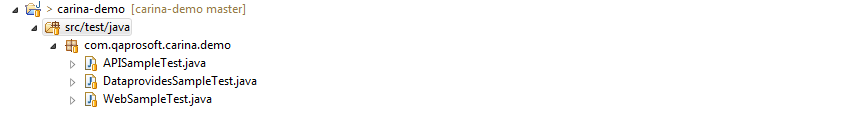 > carina-demo [carina-demo master]
src/test/java
com.qaprosoft.carina.demo
APISampleTest.java
DataprovidesSampleTest.java
WebSampleTest.java